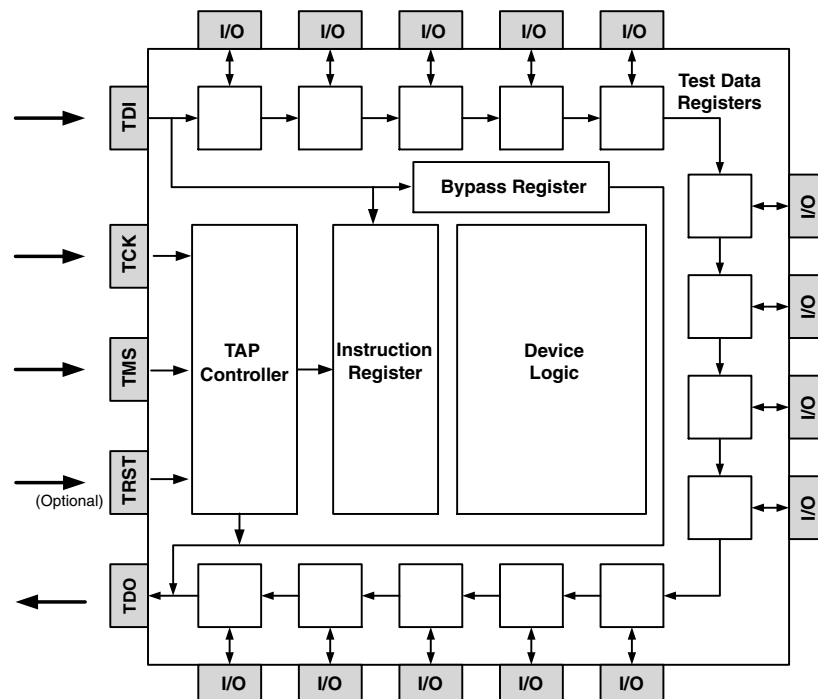 I/O
I/O
I/O
I/O
I/O
Test Data
Registers
TDI
Bypass Register
I/O
TCK
I/O
TMS
TAP
Controller
Instruction
Register
Device
Logic
I/O
TRST
(Optional)
I/O
TDO
I/O
I/O
I/O
I/O
I/O